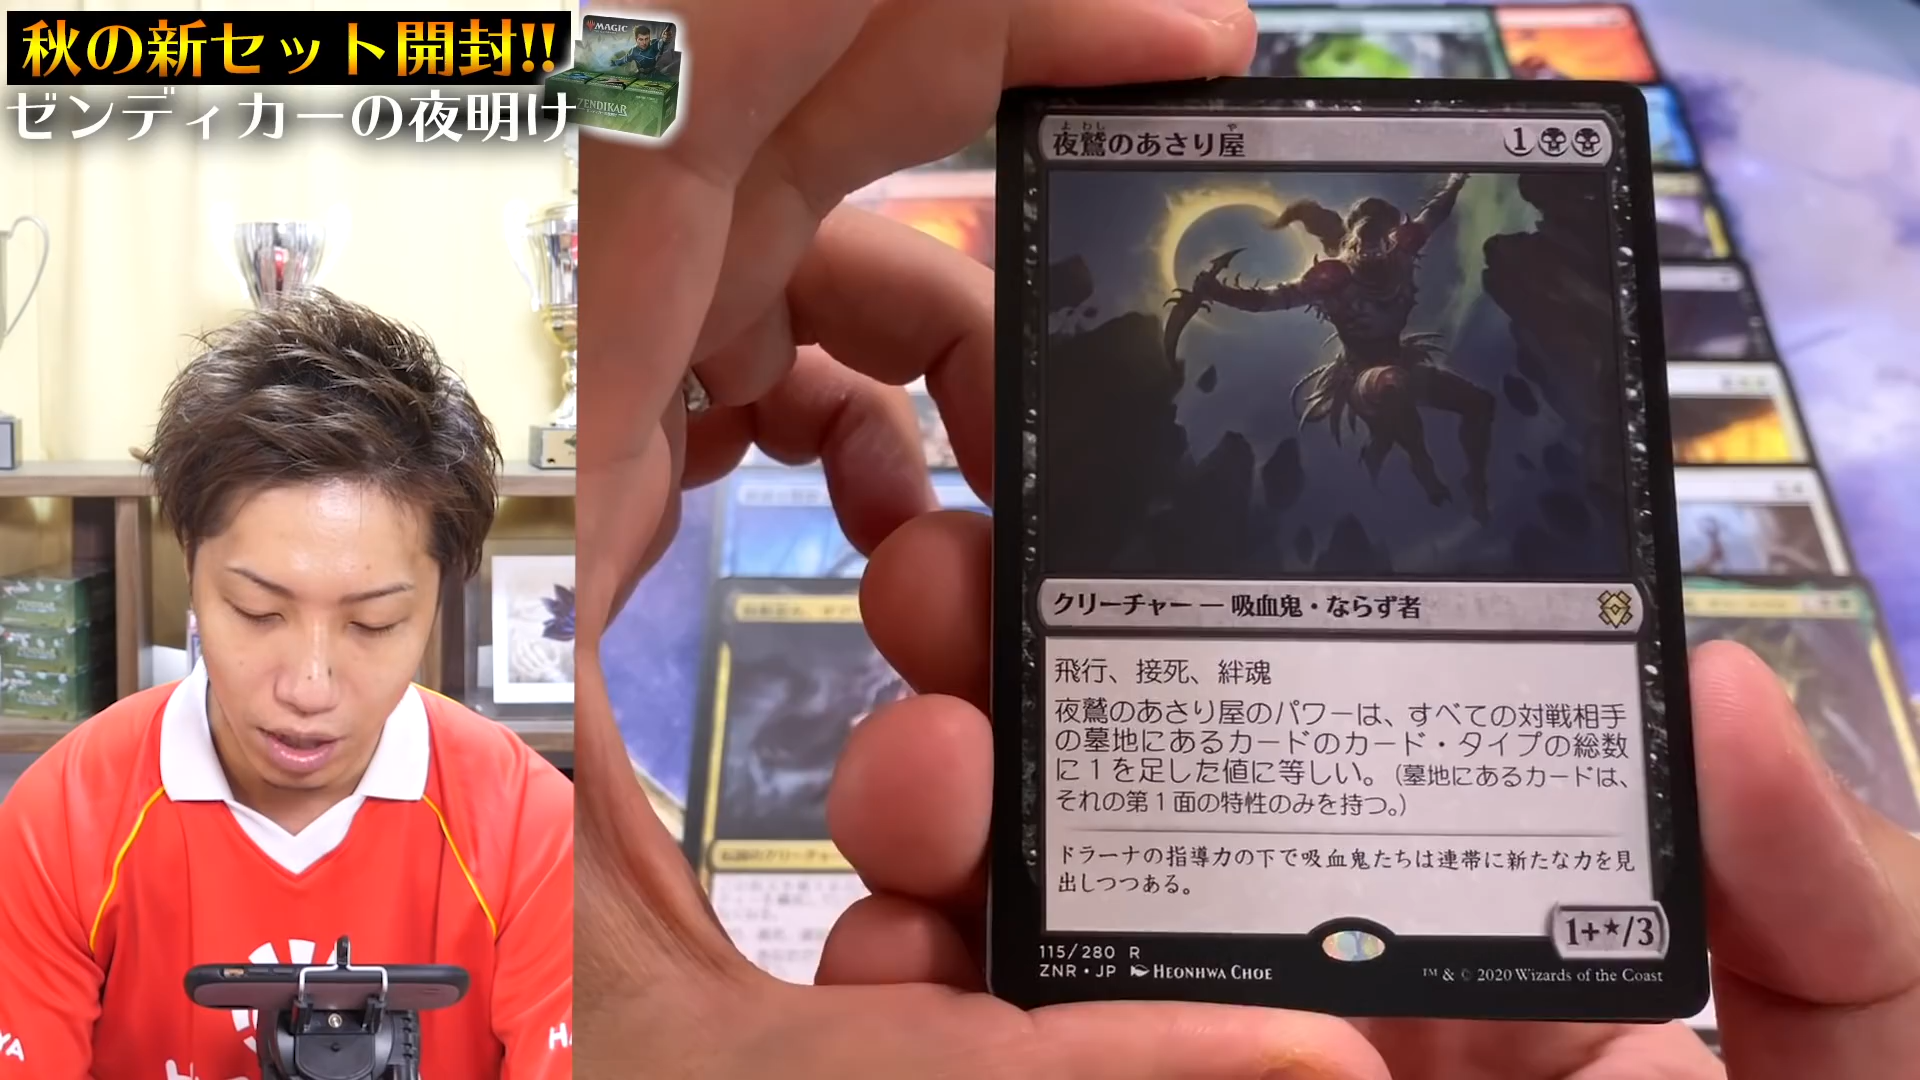 秋の新セット開封!!
ゼンディカーの夜明け
MAGIC
ZENDIKAR
夜鷲のあさり屋
よわし
や
1
クリーチャー — 吸血鬼・ならず者
飛行、接死、絆魂
夜鷲のあさり屋のパワーは、すべての対戦相手
の墓地にあるカードのカード・タイプの総数
に1を足した値に等しい。(墓地にあるカードは、
それの第1面の特性のみを持つ。)
ドラーナの指導力の下で吸血鬼たちは連帯に新たな力を見
出しつつある。
1+★/3
115/280 R
ZNR・JP HEONHWA CHOE
™ & © 2020 Wizards of the Coast